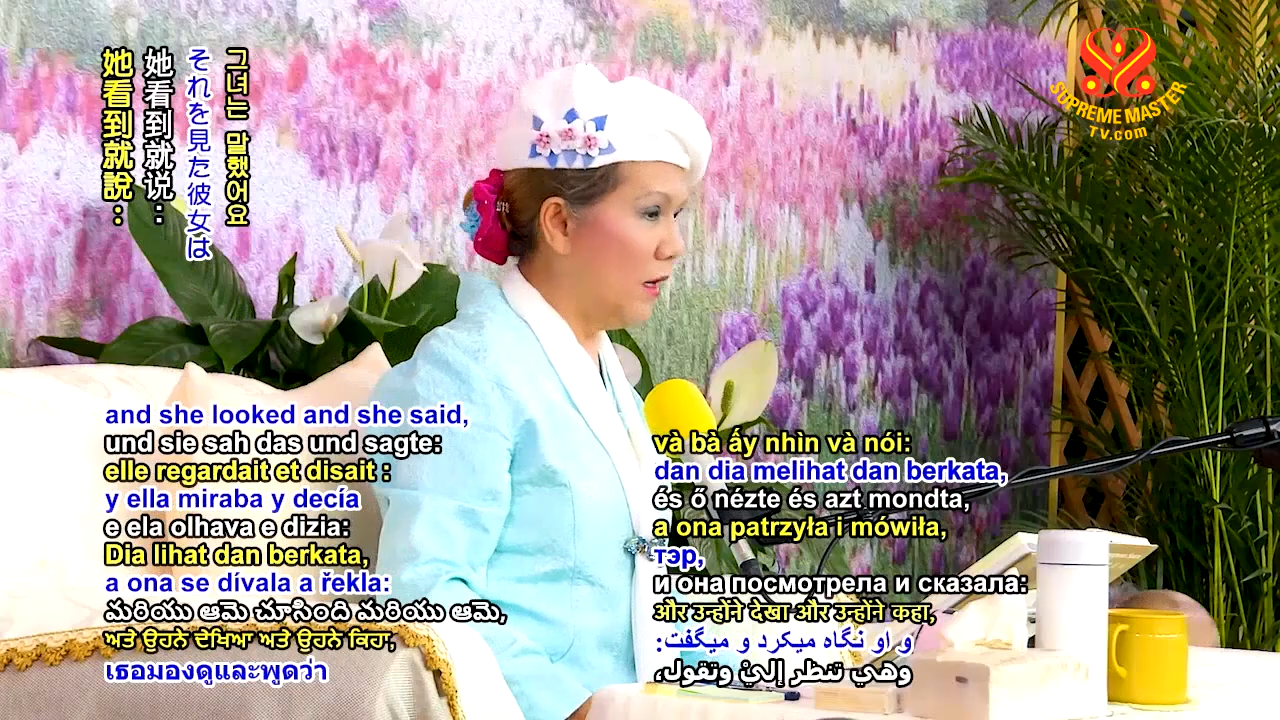 她看到就說：
她看到就说：
それを見た彼女は
그녀는 말했어요
SUPREME MASTER
TV.com
and she looked and she said,
und sie sah das und sagte:
elle regardait et disait :
y ella miraba y decía
e ela olhava e dizia:
Dia lihat dan berkata,
a ona se dívala a řekla:
మరియు ఆమె చూసింది మరియు ఆమె,
ਅਤੇ ਉਹਨੇ ਦੇਖਿਆ ਅਤੇ ਉਹਨੇ ਕਿਹਾ,
เธอมองดูและพูดว่า
và bà ấy nhìn và nói:
dan dia melihat dan berkata,
és ő nézte és azt mondta,
a ona patrzyła i mówiła,
тэр,
и она посмотрела и сказала:
और उन्होंने देखा और उन्होंने कहा,
و او نگاه میکرد و میگفت:
وهي تنظر إليْ وتقول،